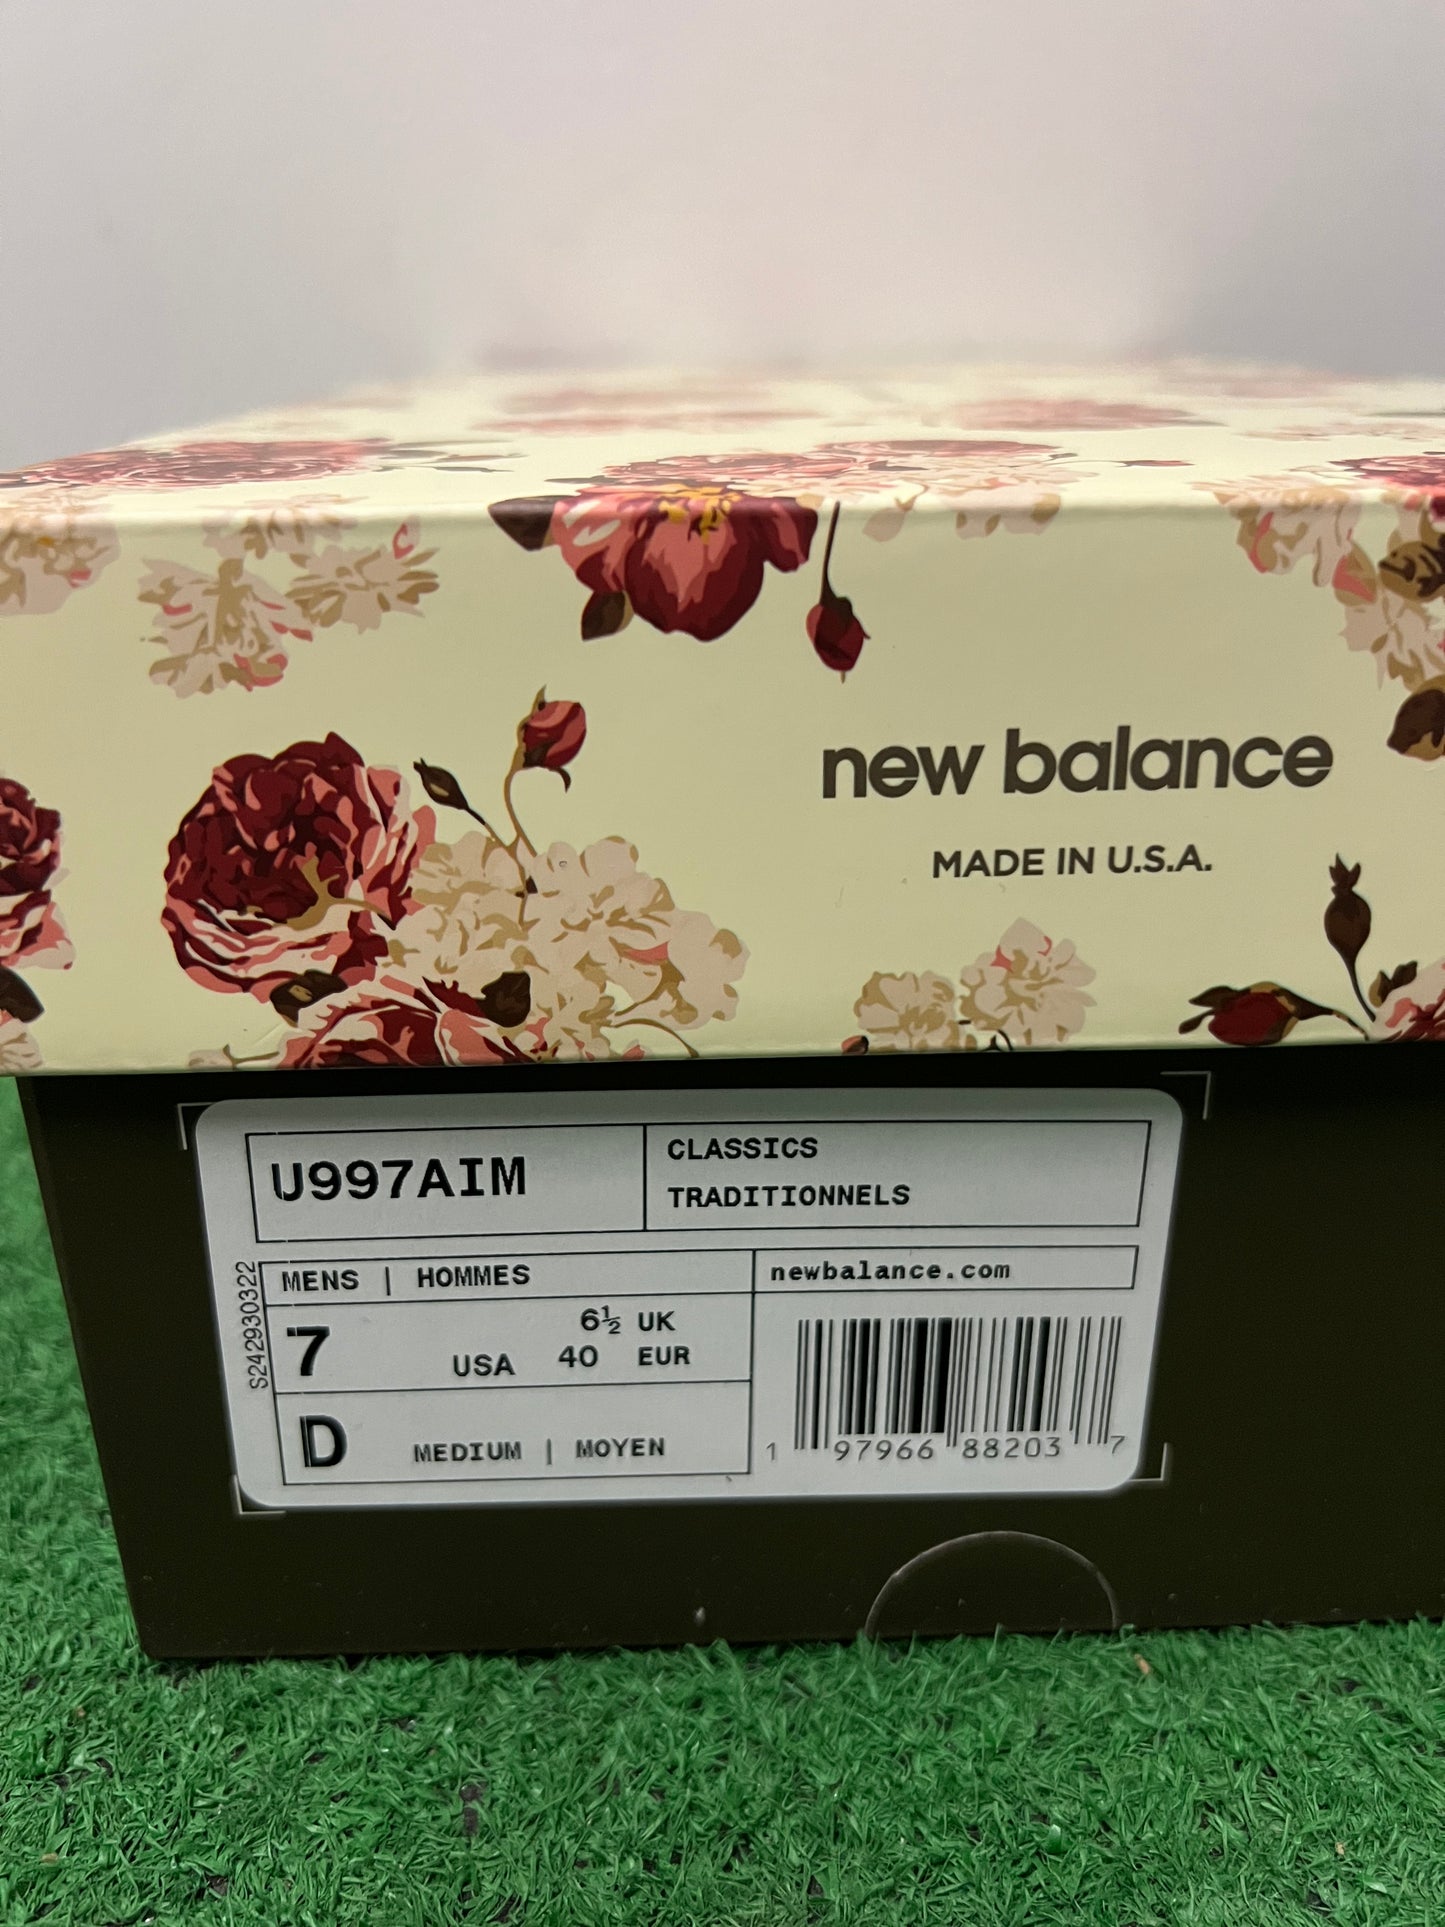 new balance
MADE IN U.S.A.
U997AIM
CLASSICS
TRADITIONNELS
S242930322
MENS | HOMMES
newbalance.com
7 USA
6½ UK
40 EUR
D MEDIUM | MOYEN
1 97966 88203 7